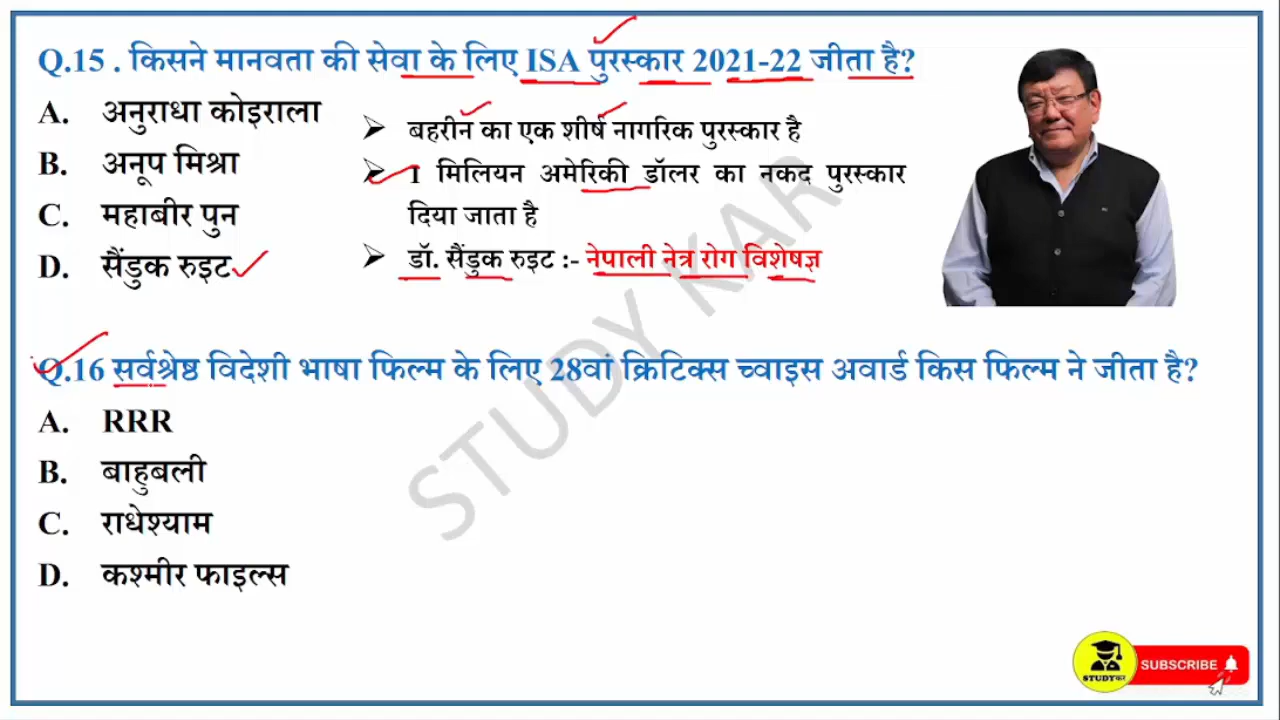 Q.15 . किसने मानवता की सेवा के लिए ISA पुरस्कार 2021-22 जीता है?
A. अनुराधा कोइराला
B. अनूप मिश्रा
C. महाबीर पुन
D. सैंडुक रुइट
➤ बहरीन का एक शीर्ष नागरिक पुरस्कार है
➤ 1 मिलियन अमेरिकी डॉलर का नकद पुरस्कार
दिया जाता है
➤ डॉ. सैंडुक रुइट :- नेपाली नेत्र रोग विशेषज्ञ
Q.16 सर्वश्रेष्ठ विदेशी भाषा फिल्म के लिए 28वां क्रिटिक्स च्वाइस अवार्ड किस फिल्म ने जीता है?
A. RRR
B. बाहुबली
C. राधेश्याम
D. कश्मीर फाइल्स
STUDY KAR
STUDYकर
SUBSCRIBE